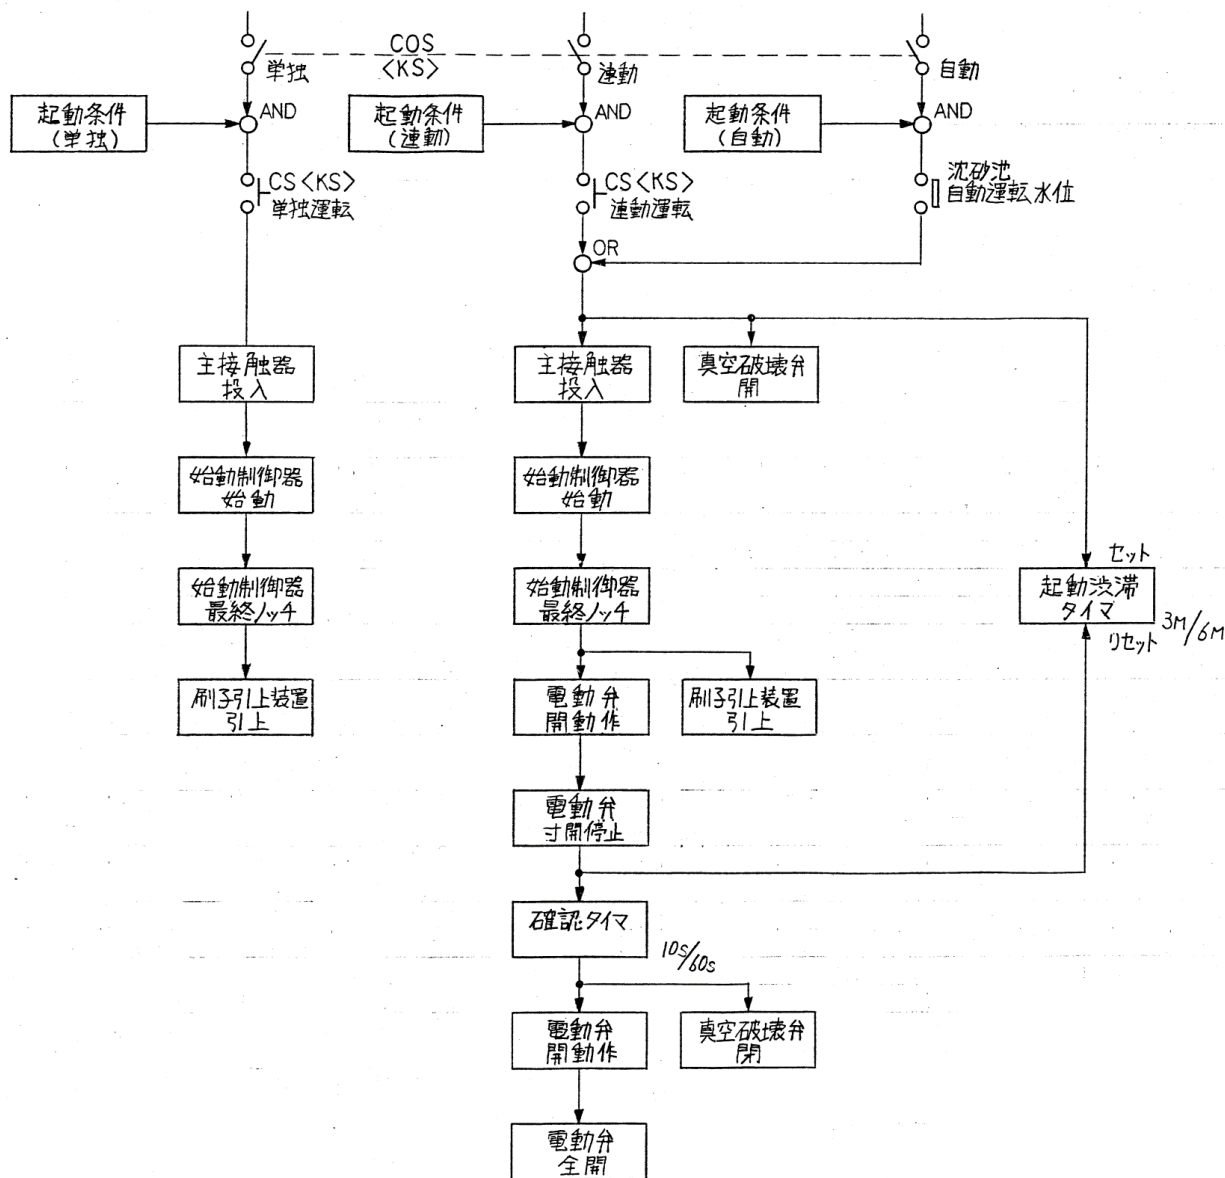 COS
<KS>
単独
連動
自動
起動条件
(単独)
AND
起動条件
(連動)
AND
起動条件
(自動)
AND
CS<KS>
単独運転
CS<KS>
連動運転
沈砂池
自動運転水位
OR
主接触器
投入
主接触器
投入
真空破壊弁
開
始動制御器
始動
始動制御器
始動
始動制御器
最終ノッチ
始動制御器
最終ノッチ
セット
起動渋滞
タイマ
リセット
3M/6M
刷子引上装置
引上
電動弁
開動作
刷子引上装置
引上
電動弁
寸開停止
確認タイマ
10S/60S
電動弁
開動作
真空破壊弁
閉
電動弁
全開